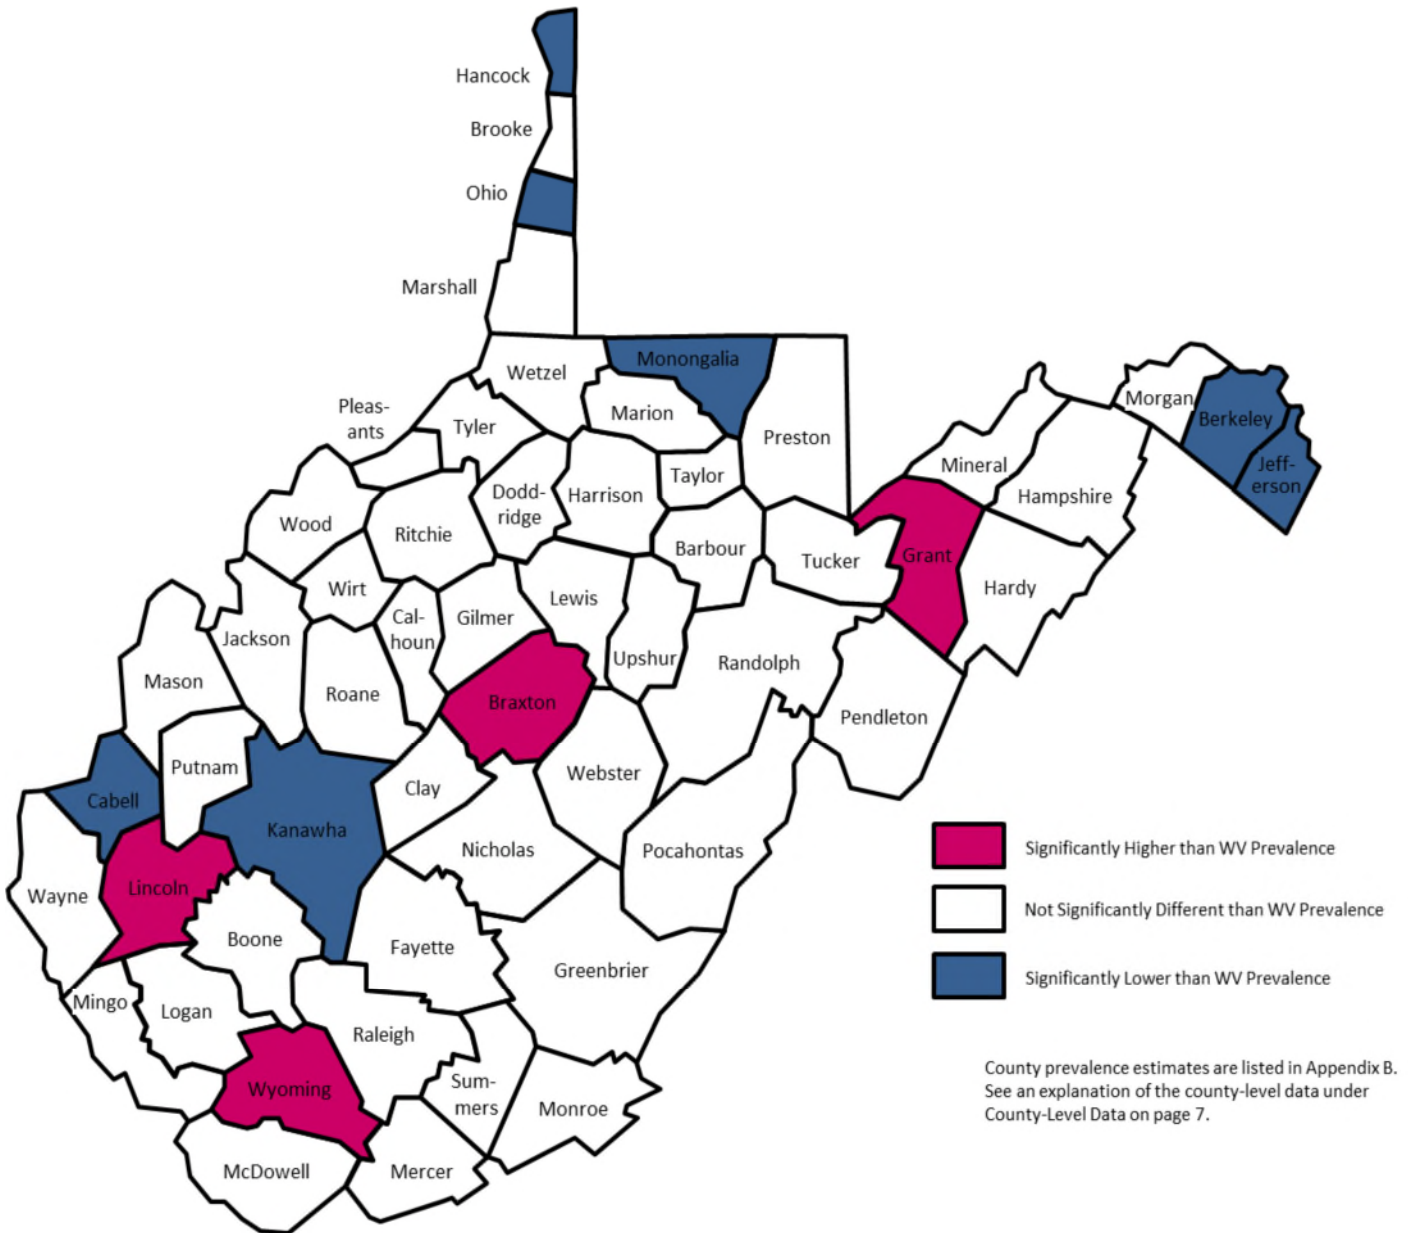 Hancock
Brooke
Ohio
Marshall
Monongalia
Wetzel
Marion
Pleas-
ants
Tyler
Preston
Morgan
Berkeley
Jeff-
erson
Mineral
Hampshire
Taylor
Dodd-
ridge
Harrison
Wood
Ritchie
Barbour
Tucker
Grant
Hardy
Wirt
Cal-
houn
Gilmer
Lewis
Jackson
Upshur
Randolph
Mason
Roane
Braxton
Pendleton
Putnam
Cabell
Kanawha
Clay
Webster
Nicholas
Pocahontas
Wayne
Lincoln
Boone
Fayette
Greenbrier
Mingo
Logan
Raleigh
Wyoming
Sum-
mers
Monroe
McDowell
Mercer
Significantly Higher than WV Prevalence
Not Significantly Different than WV Prevalence
Significantly Lower than WV Prevalence
County prevalence estimates are listed in Appendix B.
See an explanation of the county-level data under
County-Level Data on page 7.